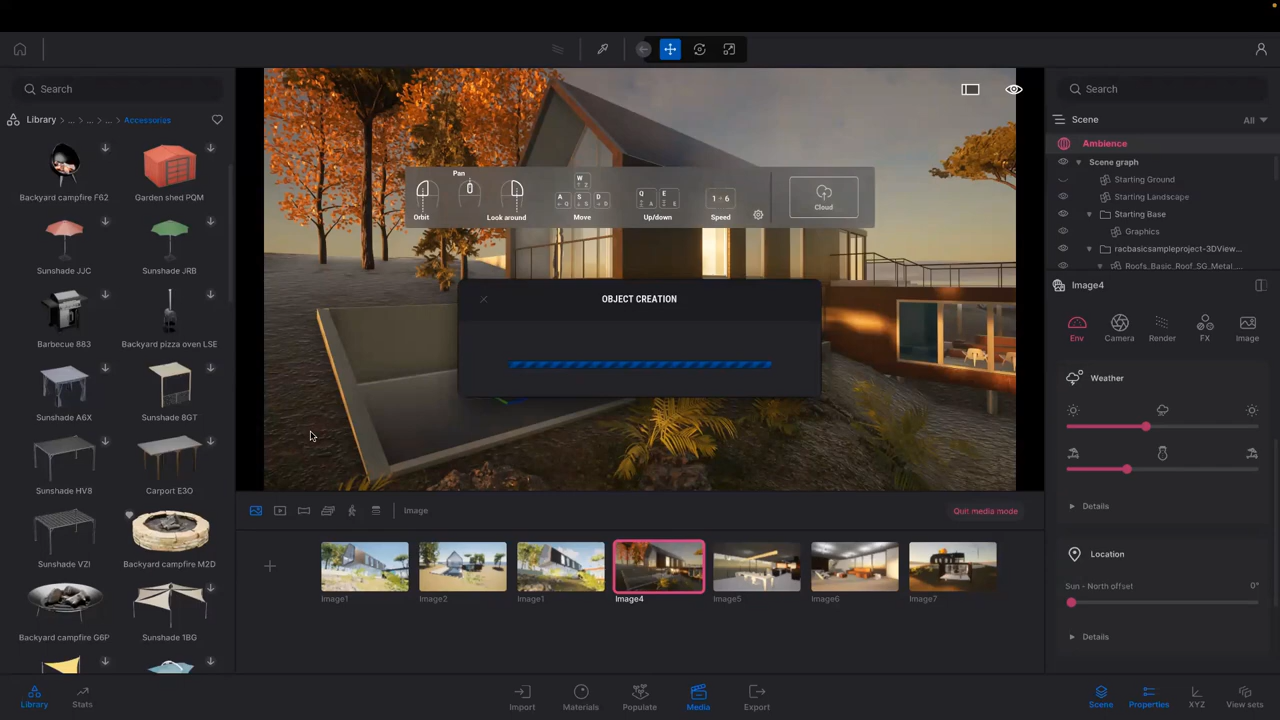 Search
Library > ... > ... > ... > Accessories
Backyard campfire F62
Garden shed PQM
Sunshade JJC
Sunshade JRB
Barbecue 883
Backyard pizza oven LSE
Sunshade A6X
Sunshade 8GT
Sunshade HV8
Carport E3O
Sunshade VZI
Backyard campfire M2D
Backyard campfire G6P
Sunshade 1BG
Library
Stats
Pan
Orbit
Look around
W
A S D
Move
Q E
Up/down
1 - 6
Speed
Cloud
OBJECT CREATION
Image
Quit media mode
Image1
Image2
Image1
Image4
Image5
Image6
Image7
Import
Materials
Populate
Media
Export
Search
Scene
All
Ambience
Scene graph
Starting Ground
Starting Landscape
Starting Base
Graphics
racbasicsampleproject-3DView...
Roofs_Basic_Roof_SG_Metal_...
Image4
Env
Camera
Render
FX
Image
Weather
Details
Location
Sun - North offset
0°
Details
Scene
Properties
XYZ
View sets